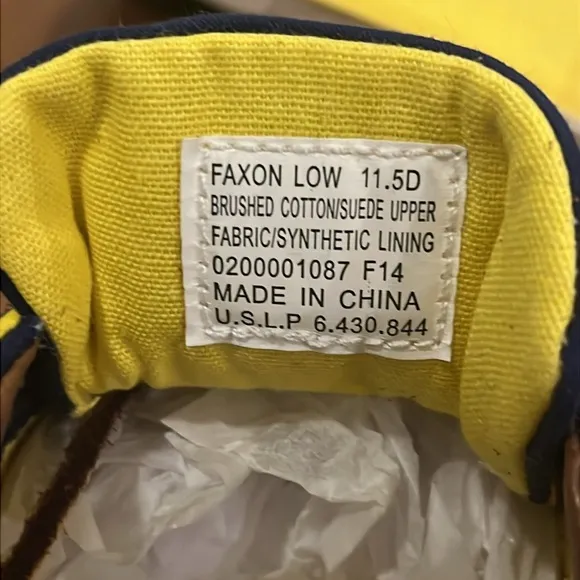 FAXON LOW 11.5D
BRUSHED COTTON/SUEDE UPPER
FABRIC/SYNTHETIC LINING
0200001087 F14
MADE IN CHINA
U.S.L.P 6.430.844